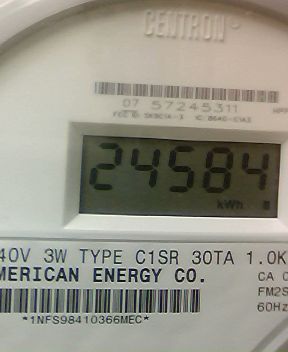 CENTRON
07 57245311
24584
kWh
40V 3W TYPE C1SR 30TA 1.0K
MERICAN ENERGY CO.
CA 0
FM2S
60Hz
*1NFS98410366MEC*